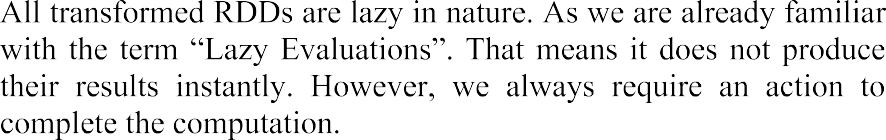 All transformed RDDs are lazy in nature. As we are already familiar
with the term “Lazy Evaluations”. That means it does not produce
their results instantly. However, we always require an action to
complete the computation.